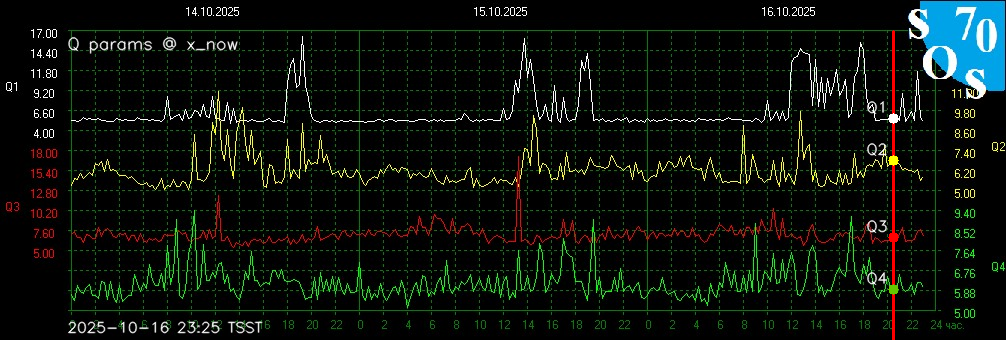 14.10.2025 15.10.2025 16.10.2025
SOS 70
17.00
14.40
11.80
9.20
6.60
4.00
Q1
Q params @ x_now
18.00
15.40
12.80
10.20
7.60
5.00
Q3
Q1
Q2
Q3
Q4
11.00
9.80
8.60
7.40
6.20
5.00
Q2
9.40
8.52
7.64
6.76
5.88
5.00
Q4
2025-10-16 23:25 TSST
16 18 20 22 0 2 4 6 8 10 12 14 16 18 20 22 0 2 4 6 8 10 12 14 16 18 20 22 24 час.